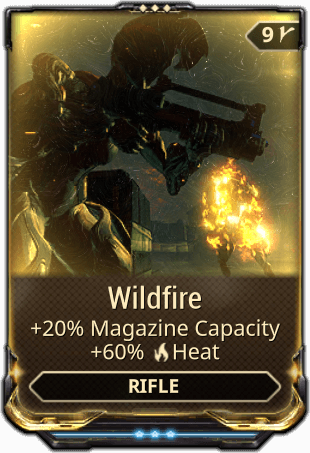 9
Wildfire
+20% Magazine Capacity
+60% Heat
RIFLE